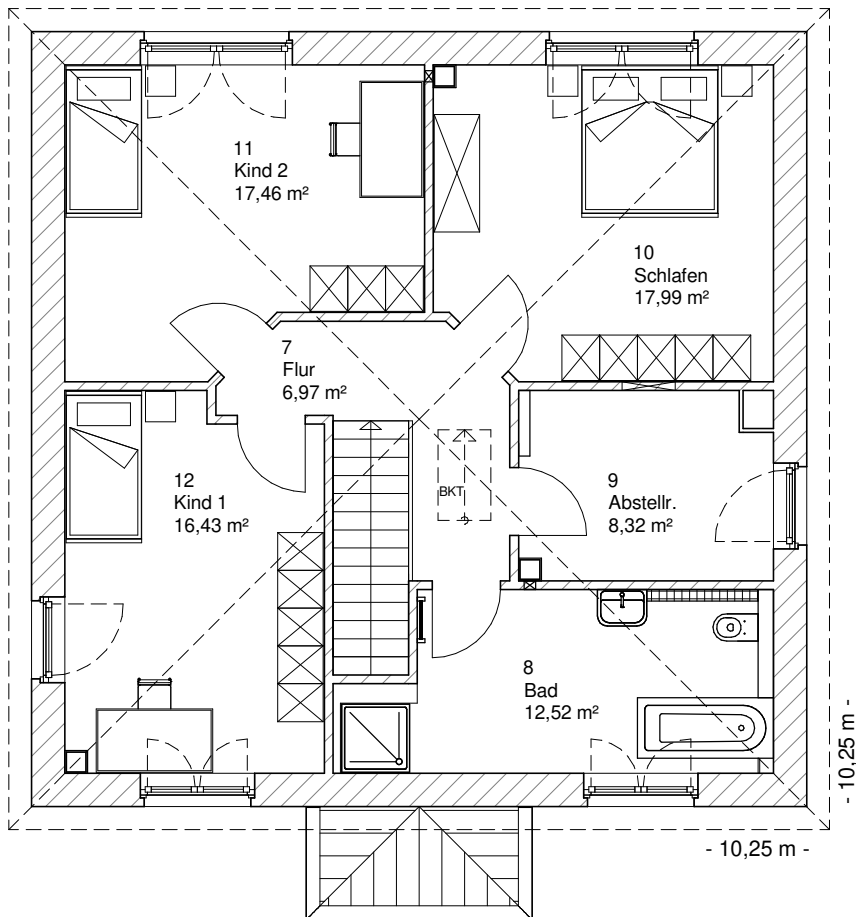 11
Kind 2
17,46 m²
10
Schlafen
17,99 m²
7
Flur
6,97 m²
12
Kind 1
16,43 m²
BKT
9
Abstellr.
8,32 m²
8
Bad
12,52 m²
- 10,25 m -
- 10,25 m -